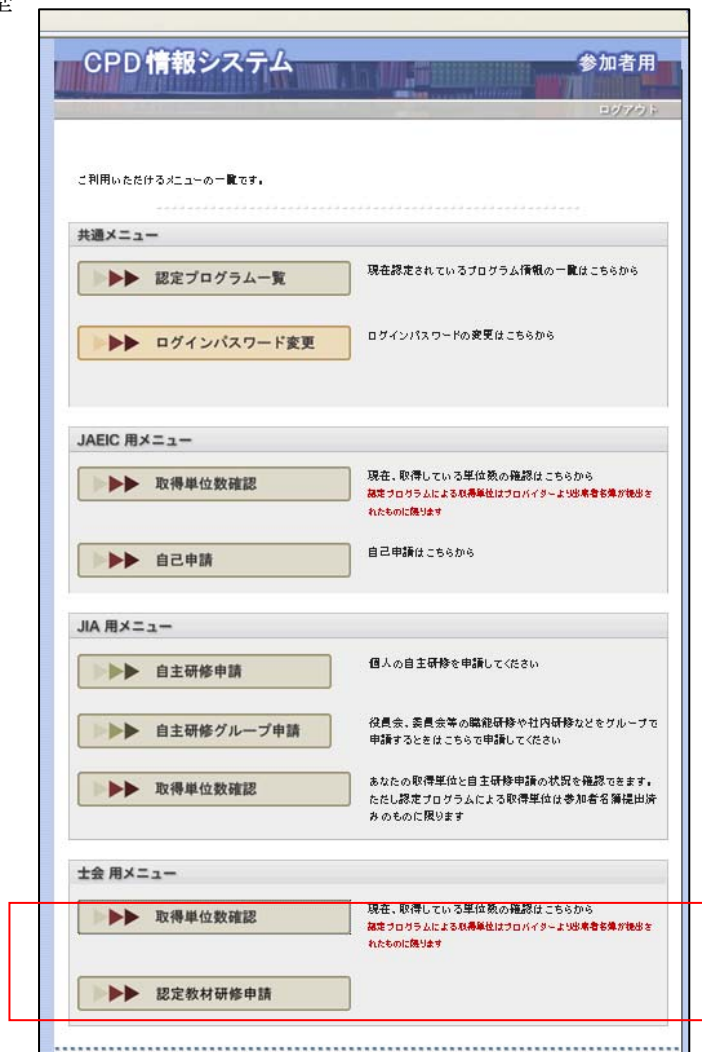 CPD情報システム
参加者用
ログアウト
ご利用いただけるメニューの一覧です。
共通メニュー
認定プログラム一覧
現在認定されているプログラム情報の一覧はこちらから
ログインパスワード変更
ログインパスワードの変更はこちらから
JAEIC 用メニュー
取得単位数確認
現在、取得している単位数の確認はこちらから
認定プログラムによる取得単位はプロバイダーより出席者名簿が提出さ
れたものに限ります
自己申請
自己申請はこちらから
JIA 用メニュー
自主研修申請
個人の自主研修を申請してください
自主研修グループ申請
役員会、委員会等の職能研修や社内研修などをグループで
申請するときはこちらで申請してください
取得単位数確認
あなたの取得単位と自主研修申請の状況を確認できます。
ただし認定プログラムによる取得単位は参加者名簿提出済
みのものに限ります
士会 用メニュー
取得単位数確認
現在、取得している単位数の確認はこちらから
認定プログラムによる取得単位はプロバイダーより出席者名簿が提出さ
れたものに限ります
認定教材研修申請